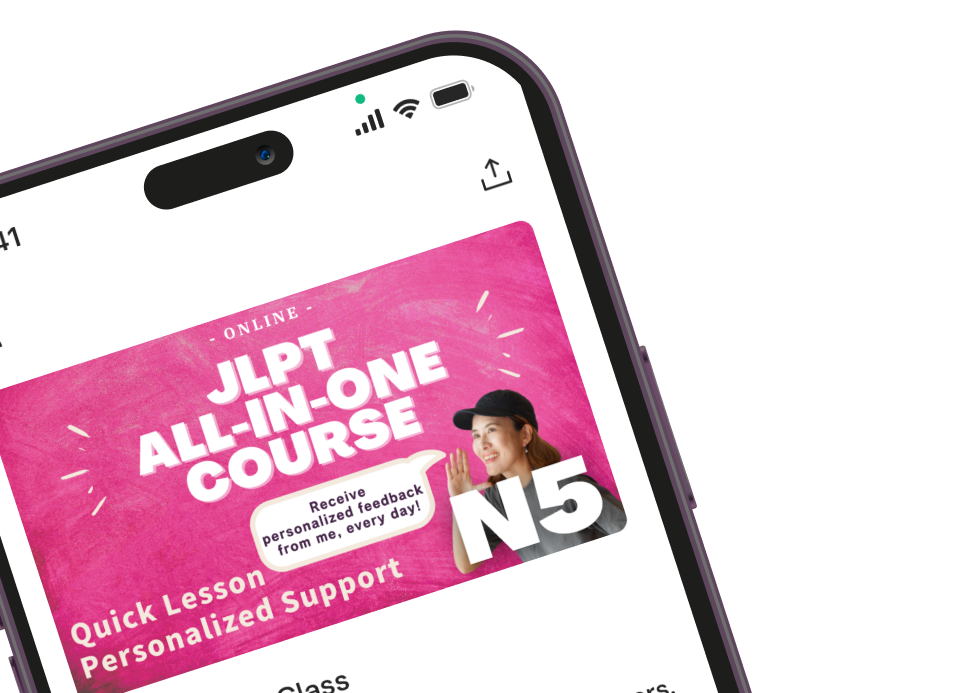 41
- ONLINE -
JLPT
ALL-IN-ONE
COURSE
Receive
personalized feedback
from me, every day!
N5
Quick Lesson
Personalized Support
Class